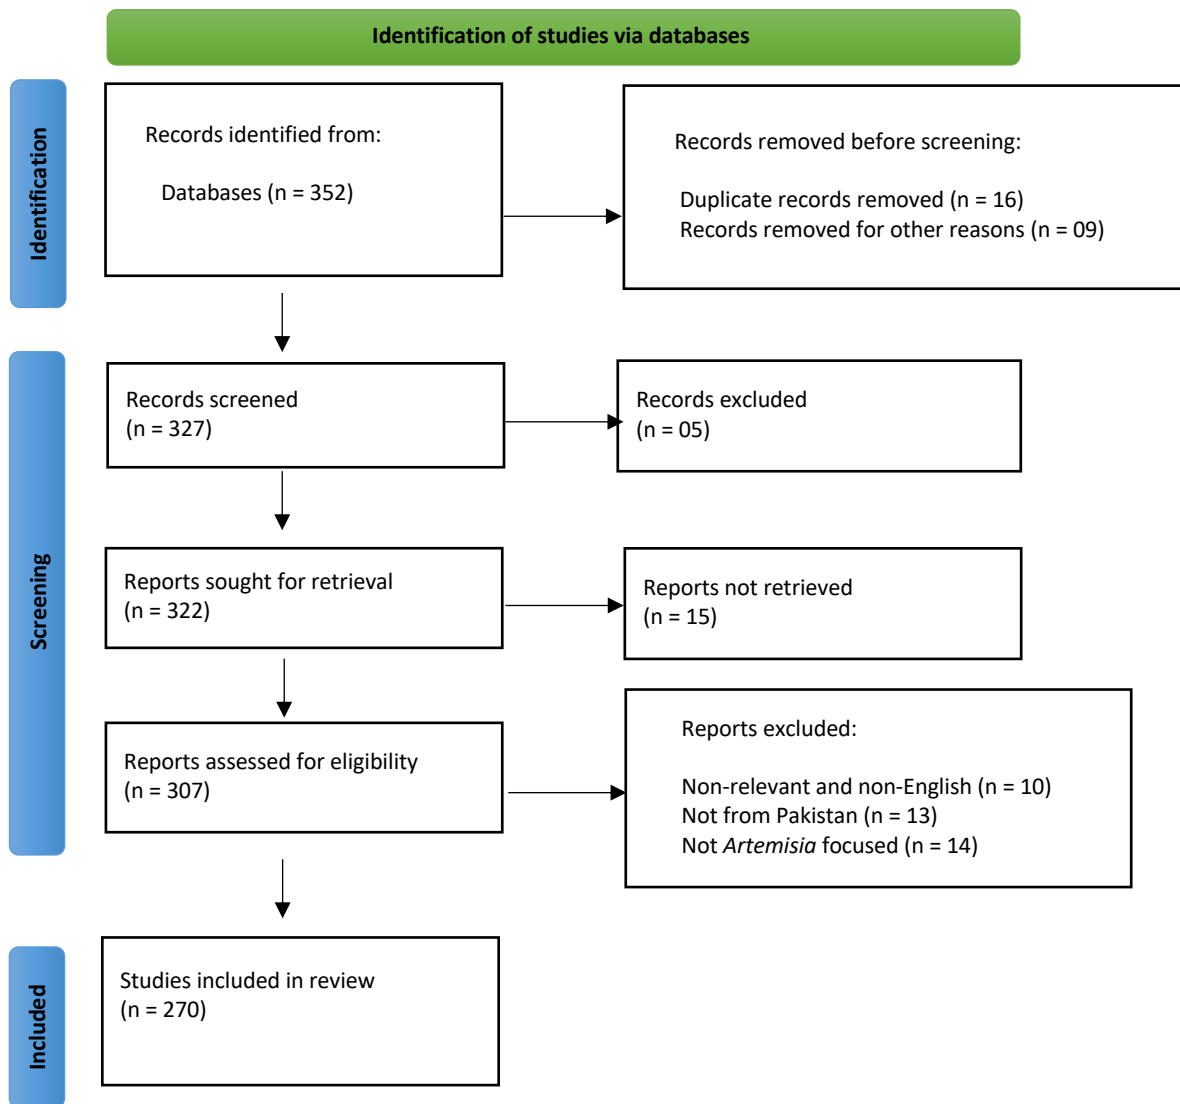 Identification of studies via databases
Identification
Records identified from:
Databases (n = 352)
Records removed before screening:
Duplicate records removed (n = 16)
Records removed for other reasons (n = 09)
Screening
Records screened
(n = 327)
Records excluded
(n = 05)
Reports sought for retrieval
(n = 322)
Reports not retrieved
(n = 15)
Reports assessed for eligibility
(n = 307)
Reports excluded:
Non-relevant and non-English (n = 10)
Not from Pakistan (n = 13)
Not Artemisia focused (n = 14)
Included
Studies included in review
(n = 270)